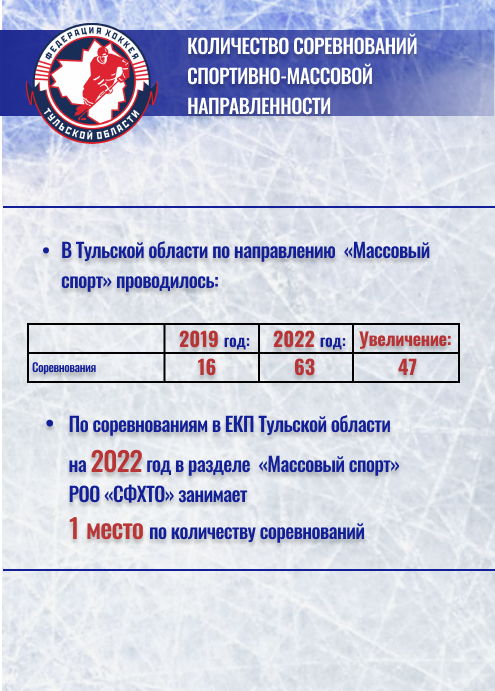 ФЕДЕРАЦИЯ ХОККЕЯ
ТУЛЬСКОЙ ОБЛАСТИ
КОЛИЧЕСТВО СОРЕВНОВАНИЙ
СПОРТИВНО-МАССОВОЙ
НАПРАВЛЕННОСТИ
• В Тульской области по направлению «Массовый
спорт» проводилось:
2019 год: 2022 год: Увеличение:
Соревнования 16 63 47
• По соревнованиям в ЕКП Тульской области
на 2022 год в разделе «Массовый спорт»
РОО «СФХТО» занимает
1 место по количеству соревнований